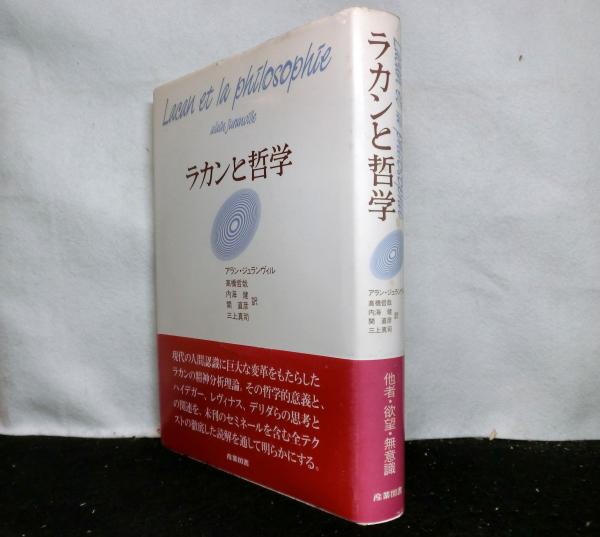 Lacan et la philosophie
alain juranville
ラカンと哲学
アラン・ジュランヴィル
高橋哲哉
内海 健
関 直彦
三上真司
訳
現代の人間認識に巨大な変革をもたらした
ラカンの精神分析理論。その哲学的意義と、
ハイデガー、レヴィナス、デリダらの思考と
の関連を、未刊のセミネールを含む全テク
ストの徹底した読解を通して明らかにする。
産業図書
Lacan et la philosophie
ラカンと哲学
アラン・ジュランヴィル
高橋哲哉
内海 健
関 直彦
三上真司
訳
他者・欲望・無意識
産業図書